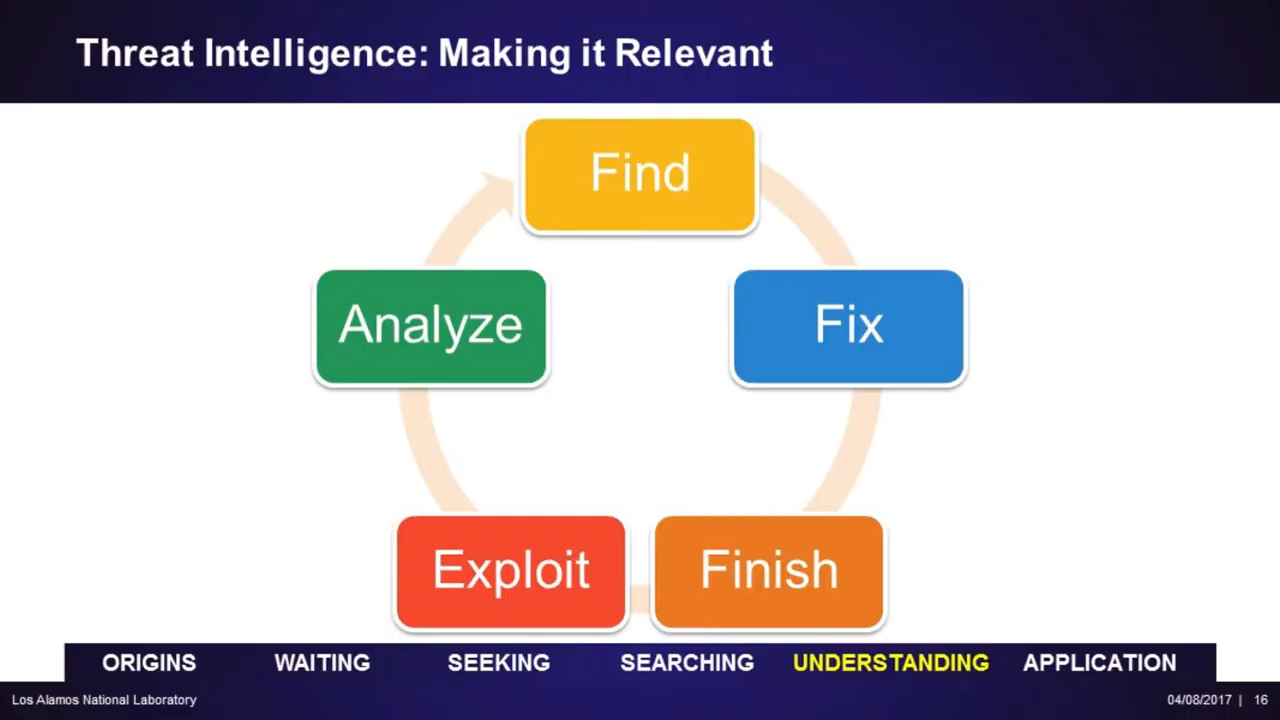 Threat Intelligence: Making it Relevant
Find
Analyze
Fix
Exploit
Finish
ORIGINS WAITING SEEKING SEARCHING UNDERSTANDING APPLICATION
Los Alamos National Laboratory 04/08/2017 | 16